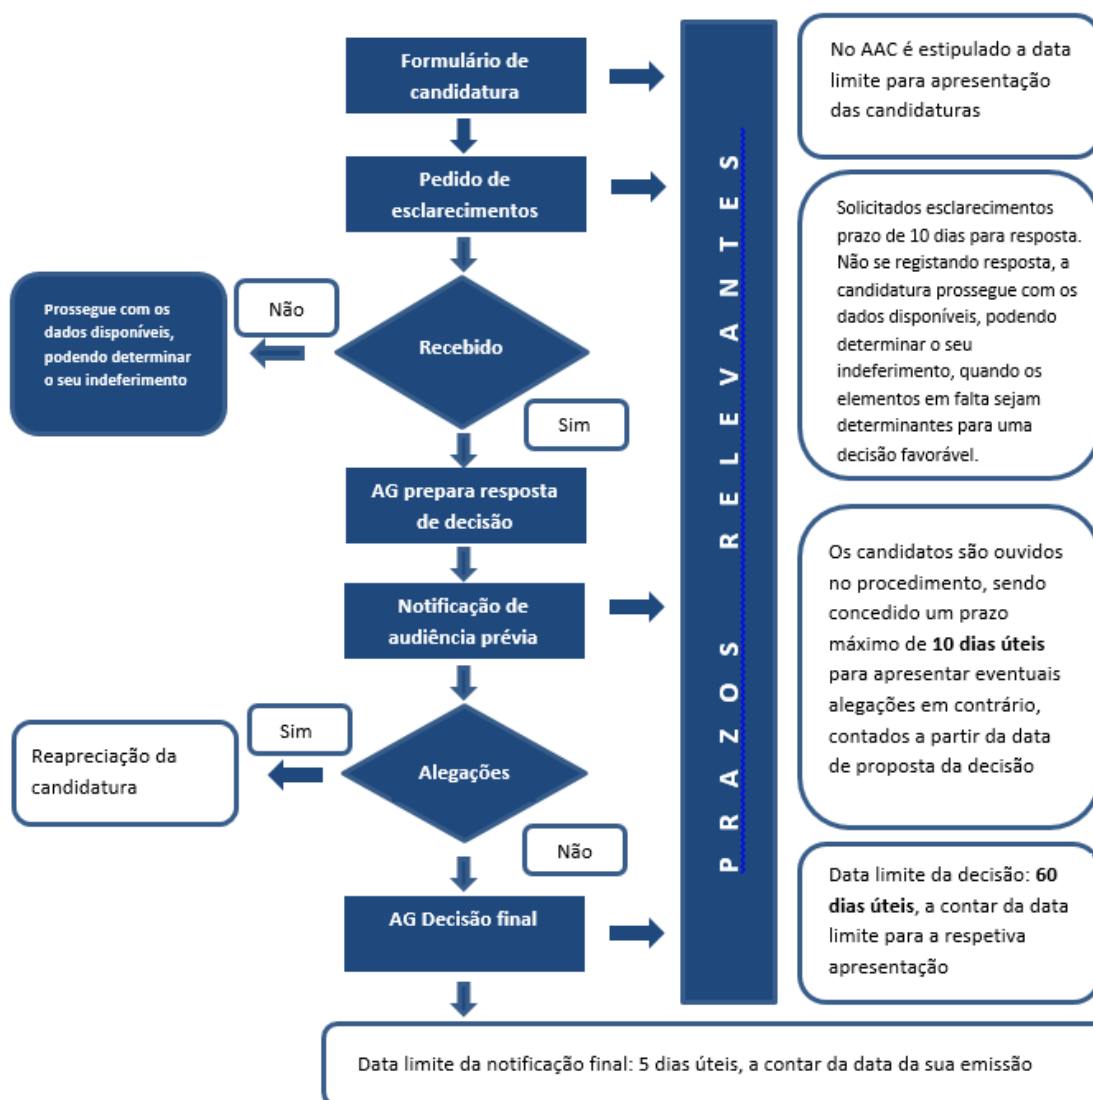 Formulário de
candidatura
No AAC é estipulado a data
limite para apresentação
das candidaturas
Pedido de
esclarecimentos
Solicitados esclarecimentos
prazo de 10 dias para resposta.
Não se registando resposta, a
candidatura prossegue com os
dados disponíveis, podendo
determinar o seu
indeferimento, quando os
elementos em falta sejam
determinantes para uma
decisão favorável.
Recebido
Não
Prossegue com os
dados disponíveis,
podendo determinar
o seu indeferimento
Sim
AG prepara resposta
de decisão
Notificação de
audiência prévia
Os candidatos são ouvidos
no procedimento, sendo
concedido um prazo
máximo de 10 dias úteis
para apresentar eventuais
alegações em contrário,
contados a partir da data
de proposta da decisão
Alegações
Sim
Reapreciação da
candidatura
Não
AG Decisão final
Data limite da decisão: 60
dias úteis, a contar da data
limite para a respetiva
apresentação
PRAZOS RELEVANTES
Data limite da notificação final: 5 dias úteis, a contar da data da sua emissão